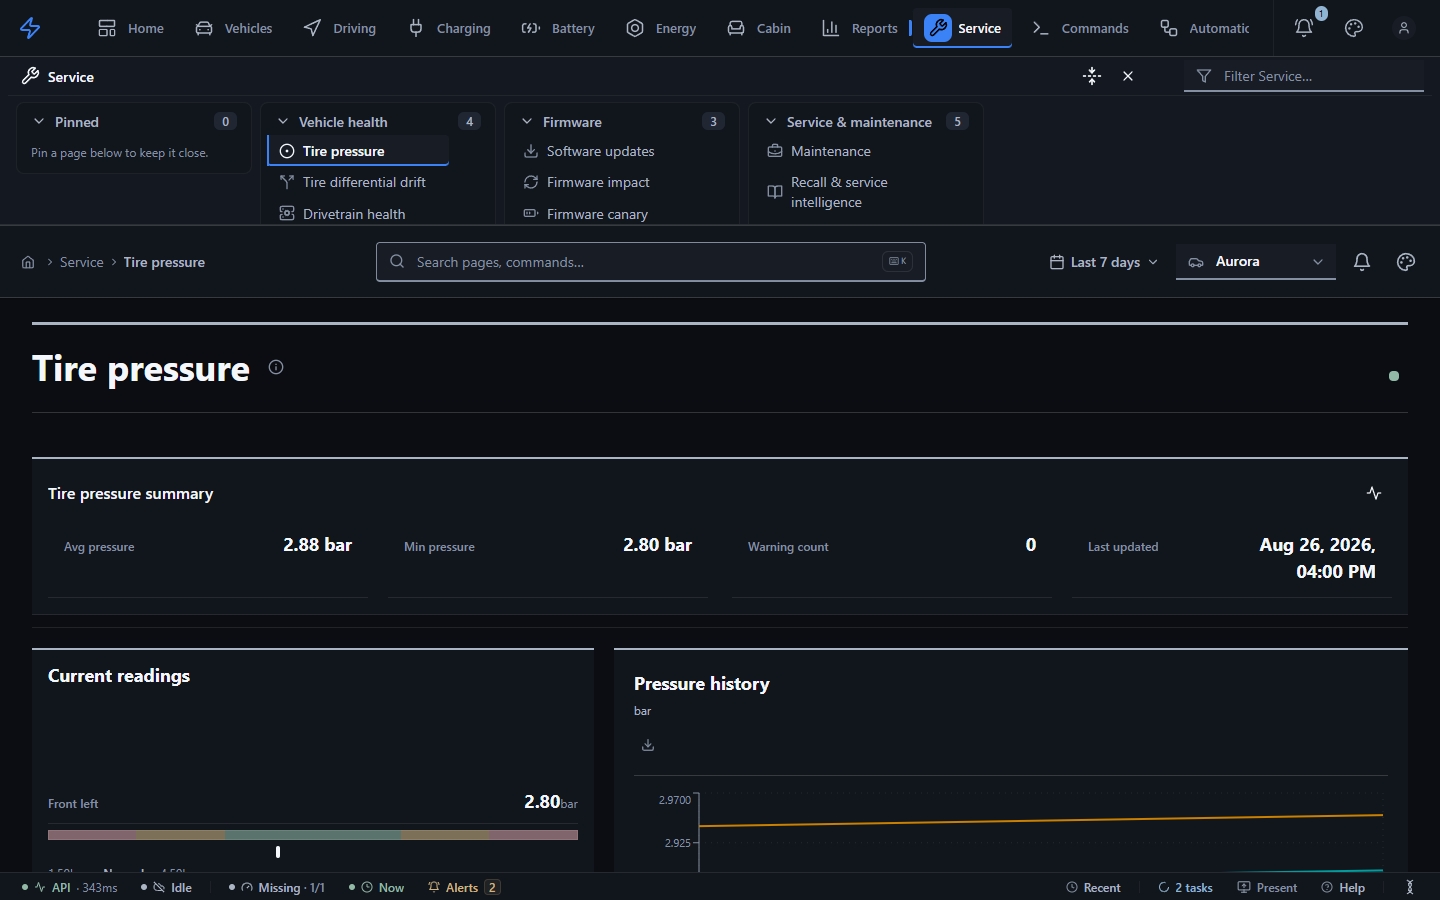 Home
Vehicles
Driving
Charging
Battery
Energy
Cabin
Reports
Service
Commands
Automatic
1
Service
Filter Service...
Pinned
0
Pin a page below to keep it close.
Vehicle health
4
Tire pressure
Tire differential drift
Drivetrain health
Firmware
3
Software updates
Firmware impact
Firmware canary
Service & maintenance
5
Maintenance
Recall & service
intelligence
Service
Tire pressure
Search pages, commands...
K
Last 7 days
Aurora
Tire pressure
Tire pressure summary
Avg pressure
2.88 bar
Min pressure
2.80 bar
Warning count
0
Last updated
Aug 26, 2026,
04:00 PM
Current readings
Front left
2.80bar
Pressure history
bar
2.9700
2.925
API · 343ms
Idle
Missing · 1/1
Now
Alerts 2
Recent
2 tasks
Present
Help